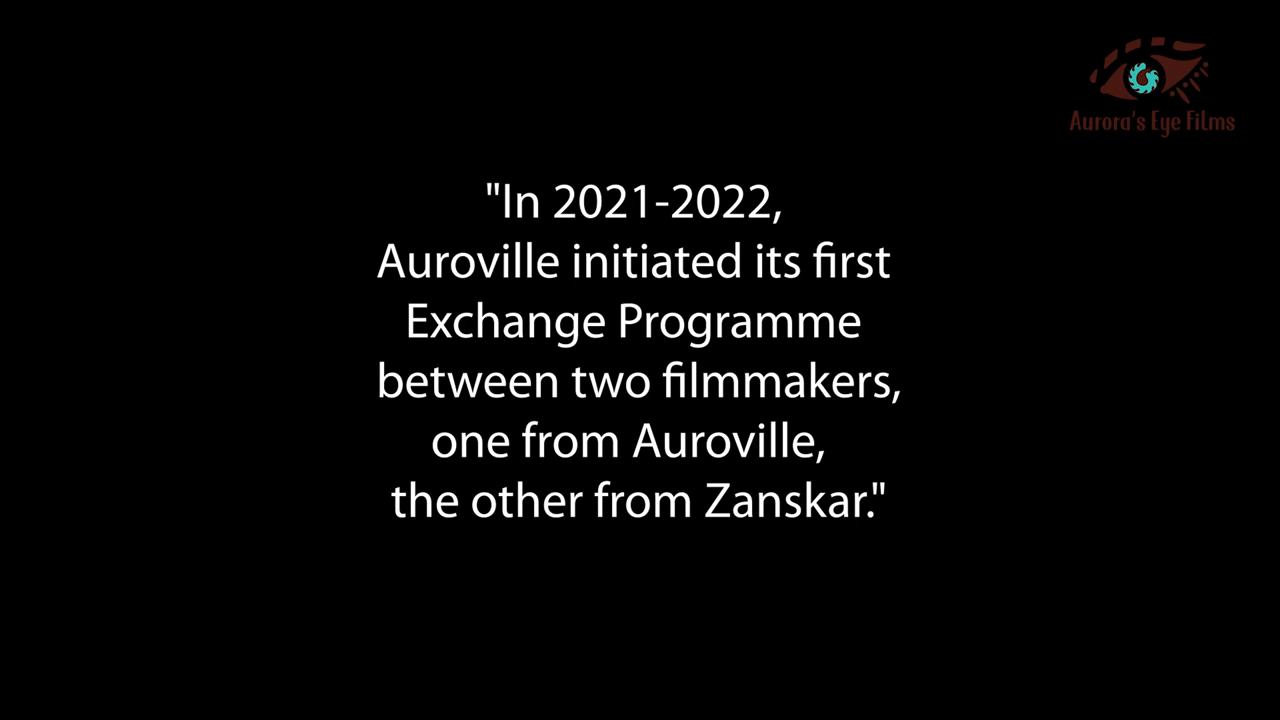 Aurora's Eye Films
"In 2021-2022,
Auroville initiated its first
Exchange Programme
between two filmmakers,
one from Auroville,
the other from Zanskar."